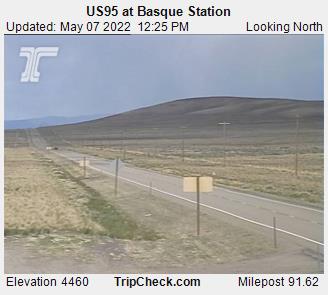 US95 at Basque Station
Updated: May 07 2022 12:25 PM Looking North
Elevation 4460 TripCheck.com Milepost 91.62